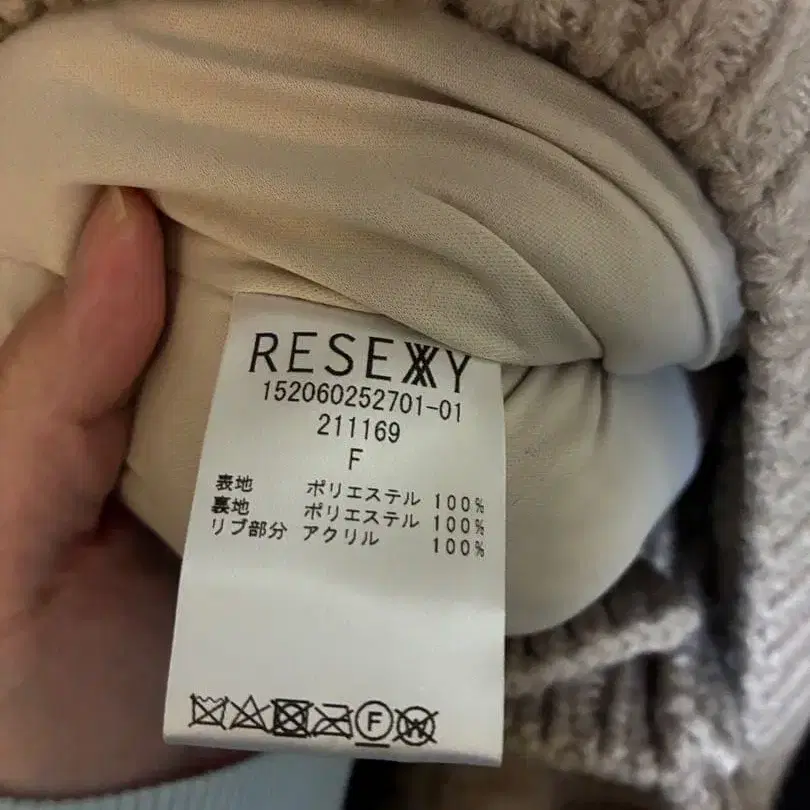 RESEXXY
152060252701-01
211169
F
表地 ポリエステル 100%
裏地 ポリエステル 100%
リブ部分 アクリル 100%
F W